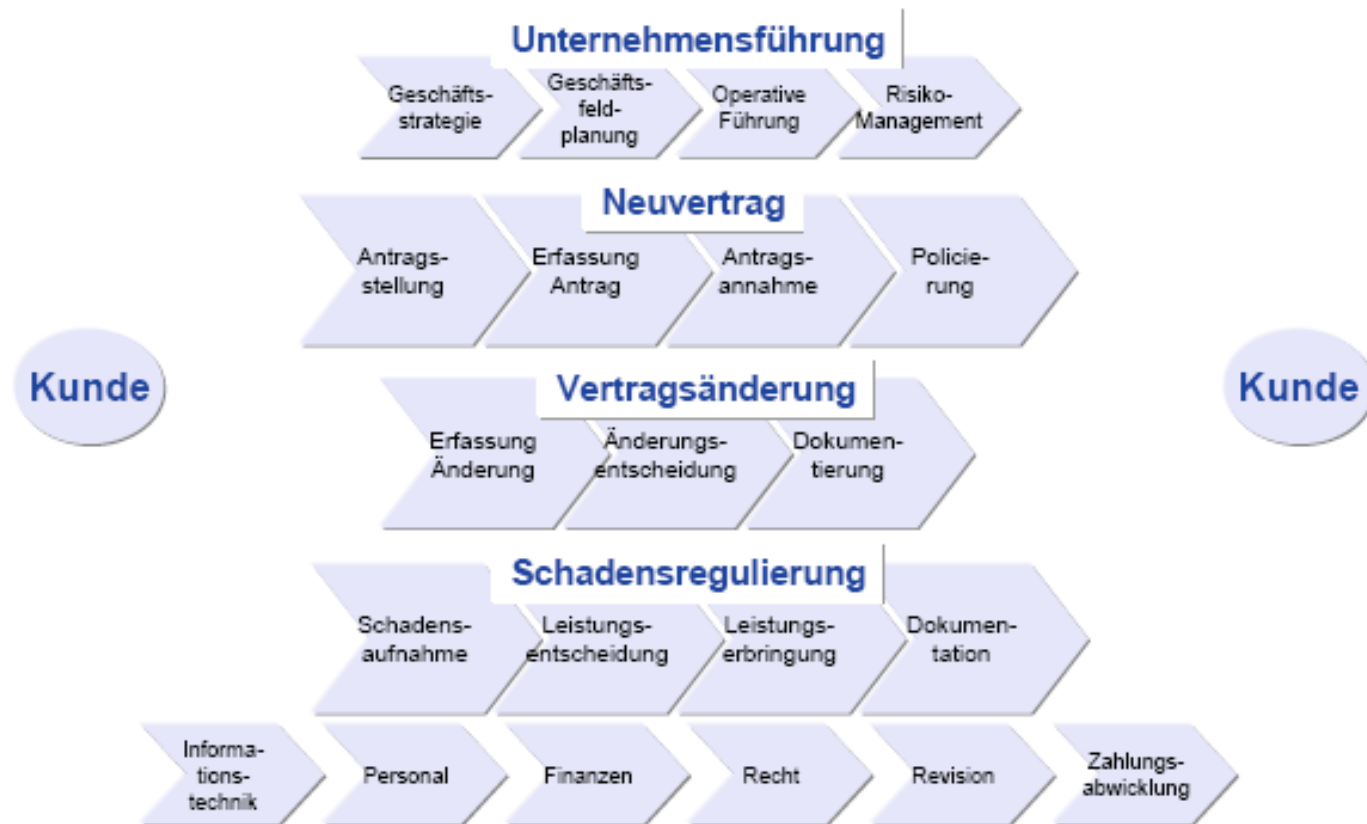 Unternehmensführung
Geschäfts-
strategie
Geschäfts-
feld-
planung
Operative
Führung
Risiko-
Management
Neuvertrag
Antrags-
stellung
Erfassung
Antrag
Antrags-
annahme
Policie-
rung
Kunde
Kunde
Vertragsänderung
Erfassung
Änderung
Änderungs-
entscheidung
Dokumen-
tierung
Schadensregulierung
Schadens-
aufnahme
Leistungs-
entscheidung
Leistungs-
erbringung
Dokumen-
tation
Informa-
tions-
technik
Personal
Finanzen
Recht
Revision
Zahlungs-
abwicklung